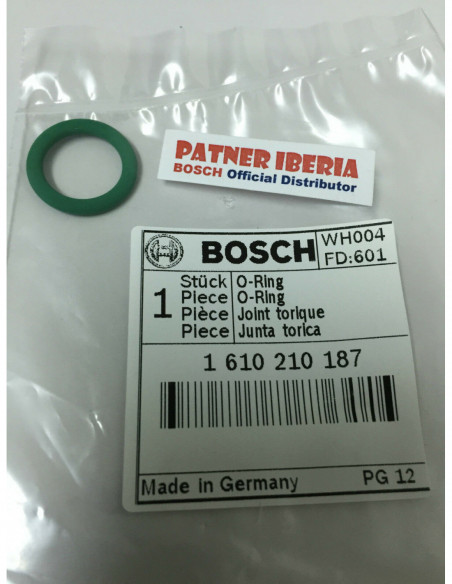 PATNER IBERIA
BOSCH Official Distributor
BOSCH
WH004
FD:601
1
Stück O-Ring
Piece O-Ring
Pièce Joint torique
Piece Junta torica
1 610 210 187
Made in Germany
PG 12